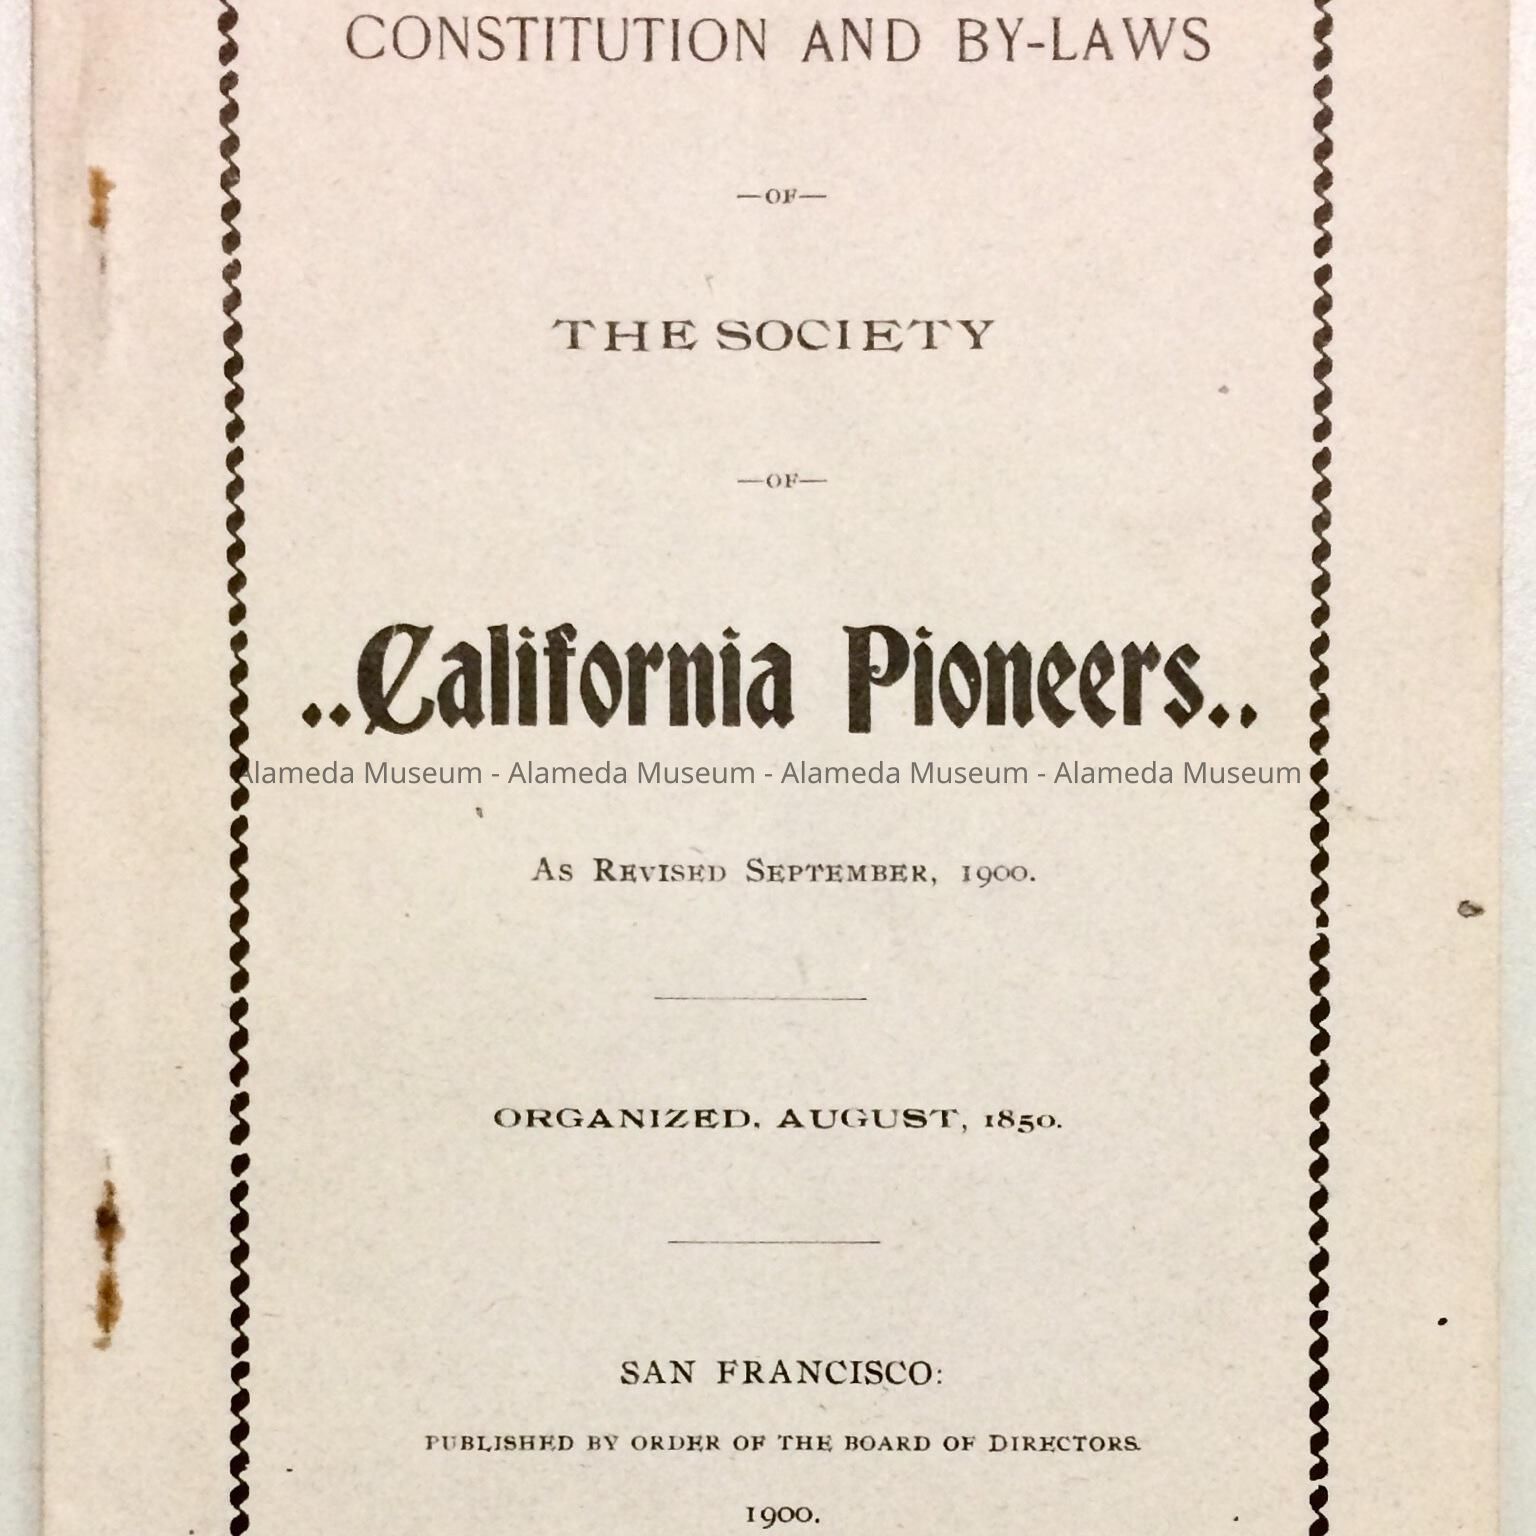 CONSTITUTION AND BY-LAWS
—OF—
THE SOCIETY
—OF—
..California Pioneers..
Alameda Museum - Alameda Museum - Alameda Museum - Alameda Museum
AS REVISED SEPTEMBER, 1900.
ORGANIZED, AUGUST, 1850.
SAN FRANCISCO:
PUBLISHED BY ORDER OF THE BOARD OF DIRECTORS.
1900.